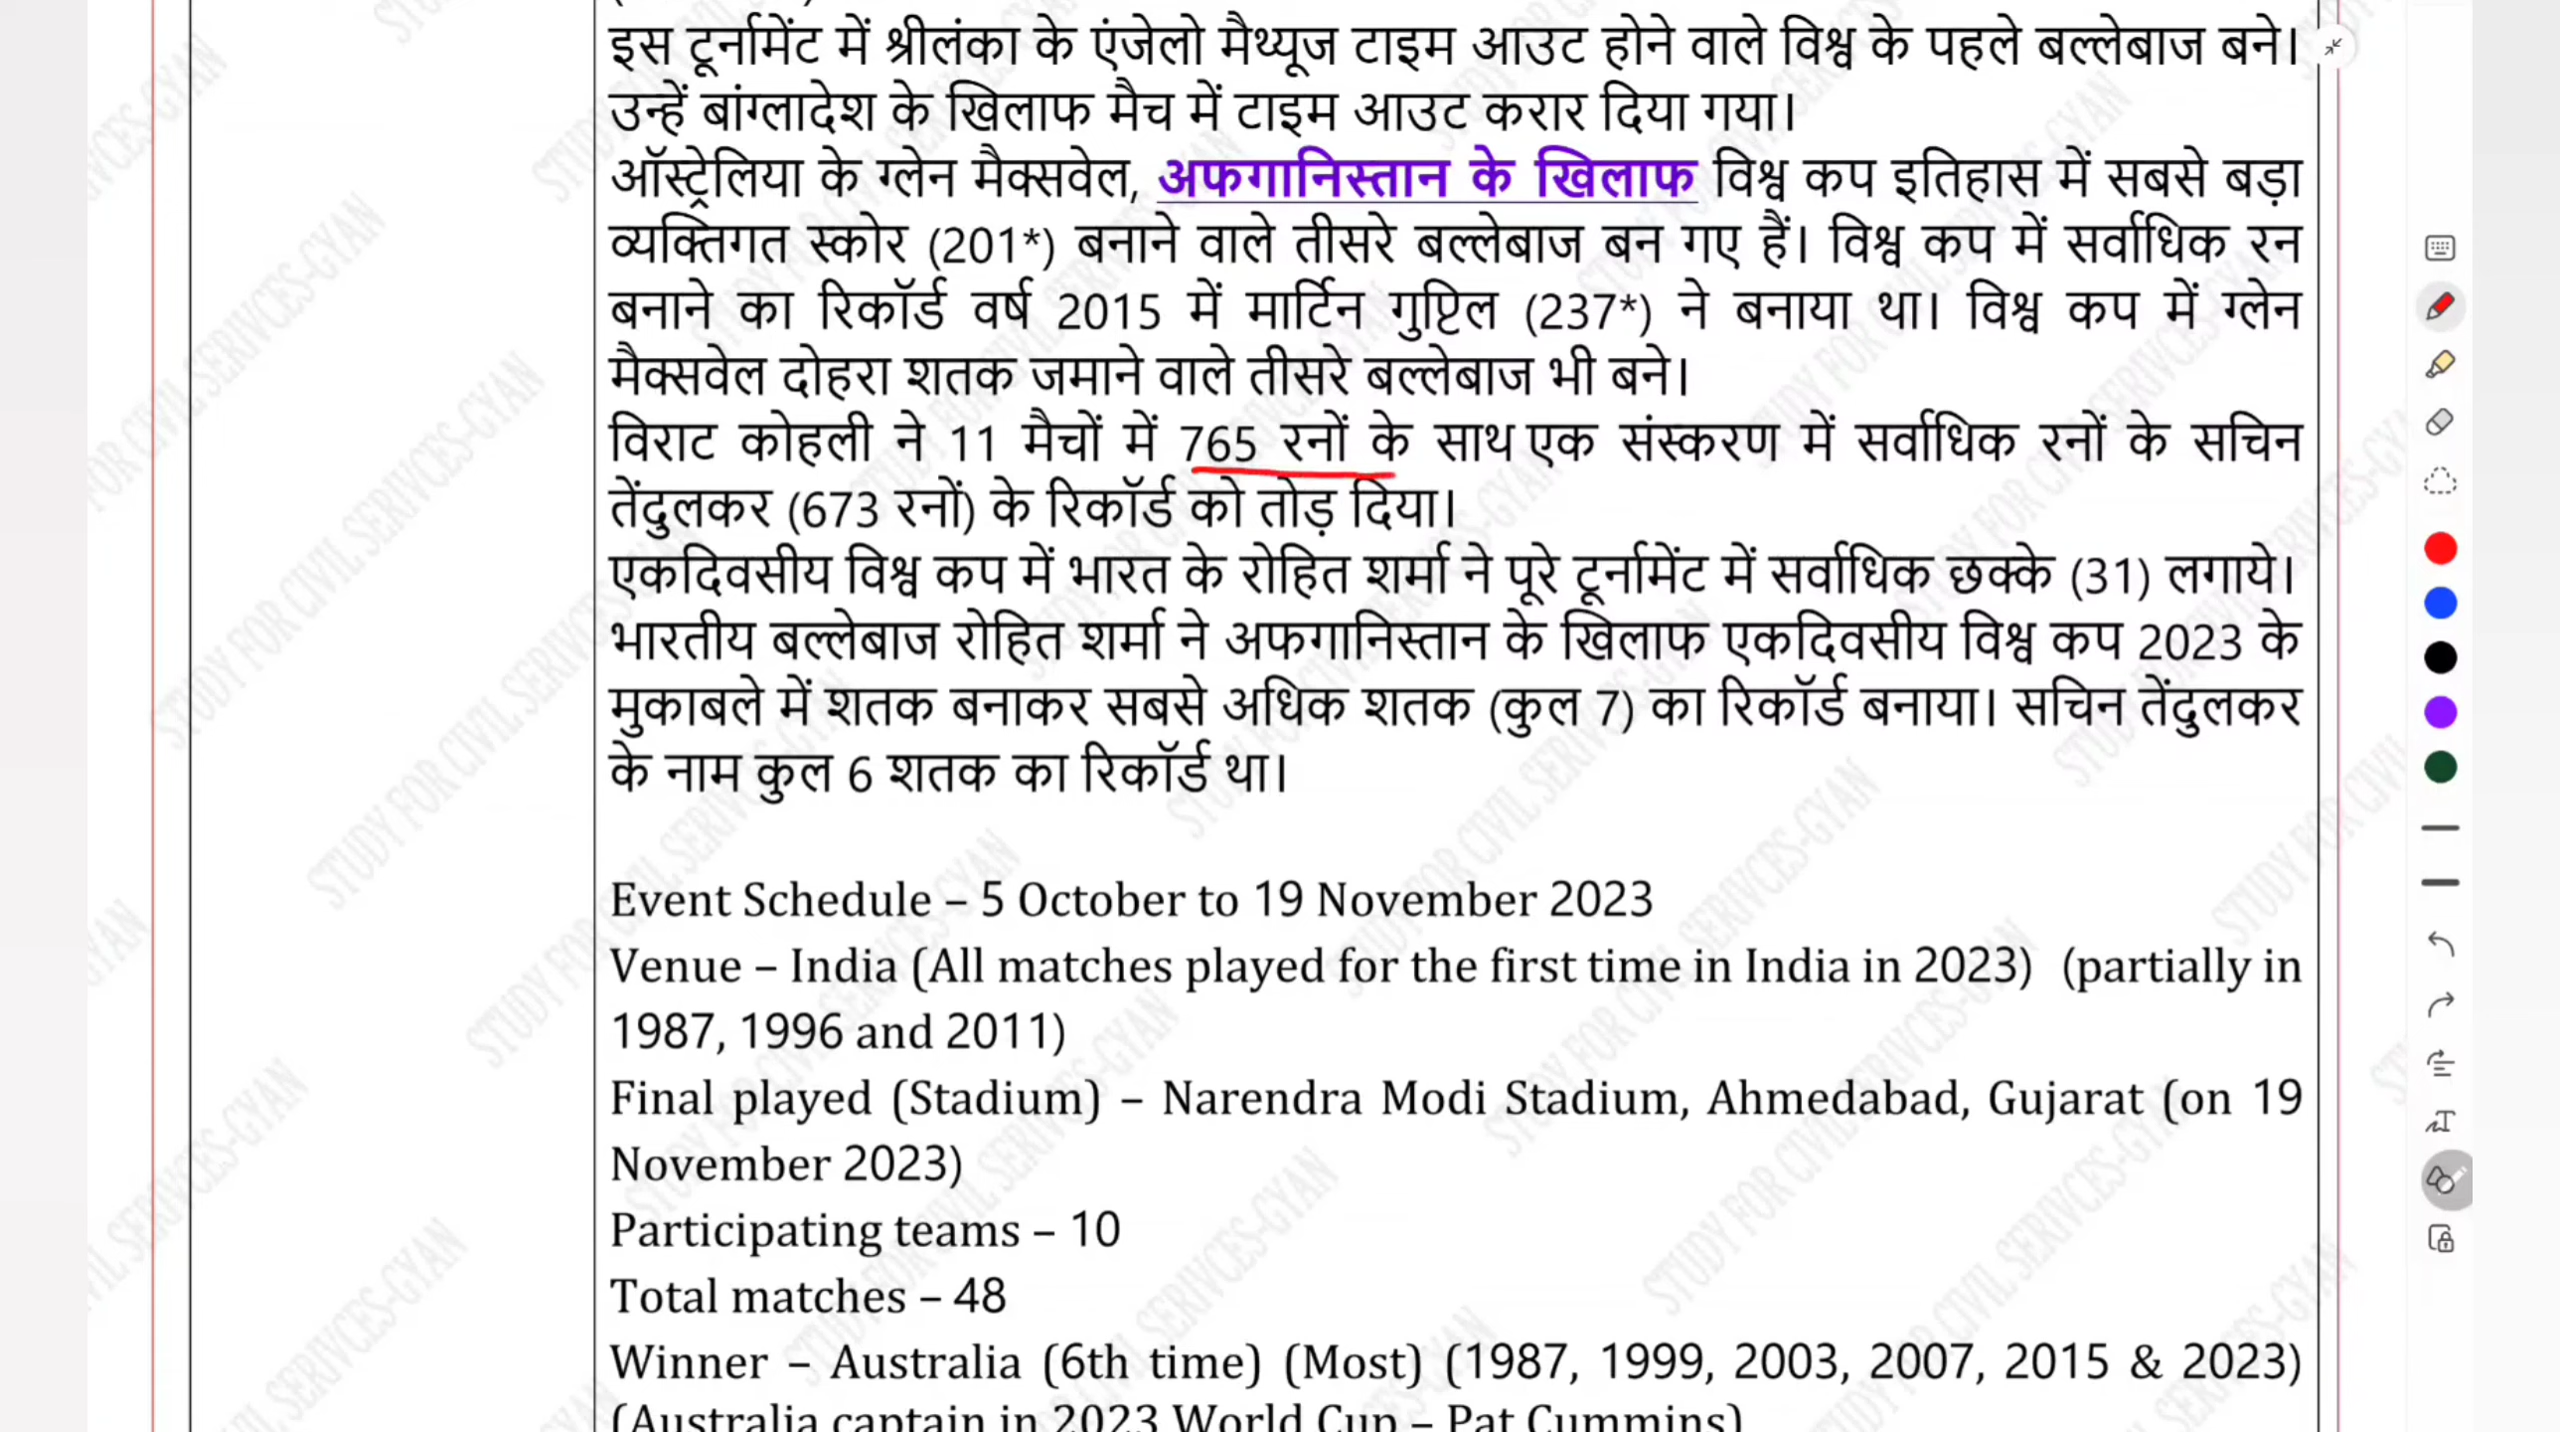 इस टूर्नामेंट में श्रीलंका के एंजेलो मैथ्यूज टाइम आउट होने वाले विश्व के पहले बल्लेबाज बने।
उन्हें बांग्लादेश के खिलाफ मैच में टाइम आउट करार दिया गया।
ऑस्ट्रेलिया के ग्लेन मैक्सवेल, अफगानिस्तान के खिलाफ विश्व कप इतिहास में सबसे बड़ा
व्यक्तिगत स्कोर (201*) बनाने वाले तीसरे बल्लेबाज बन गए हैं। विश्व कप में सर्वाधिक रन
बनाने का रिकॉर्ड वर्ष 2015 में मार्टिन गुप्टिल (237*) ने बनाया था। विश्व कप में ग्लेन
मैक्सवेल दोहरा शतक जमाने वाले तीसरे बल्लेबाज भी बने।
विराट कोहली ने 11 मैचों में 765 रनों के साथ एक संस्करण में सर्वाधिक रनों के सचिन
तेंदुलकर (673 रनों) के रिकॉर्ड को तोड़ दिया।
एकदिवसीय विश्व कप में भारत के रोहित शर्मा ने पूरे टूर्नामेंट में सर्वाधिक छक्के (31) लगाये।
भारतीय बल्लेबाज रोहित शर्मा ने अफगानिस्तान के खिलाफ एकदिवसीय विश्व कप 2023 के
मुकाबले में शतक बनाकर सबसे अधिक शतक (कुल 7) का रिकॉर्ड बनाया। सचिन तेंदुलकर
के नाम कुल 6 शतक का रिकॉर्ड था।
Event Schedule – 5 October to 19 November 2023
Venue – India (All matches played for the first time in India in 2023) (partially in
1987, 1996 and 2011)
Final played (Stadium) – Narendra Modi Stadium, Ahmedabad, Gujarat (on 19
November 2023)
Participating teams – 10
Total matches – 48
Winner – Australia (6th time) (Most) (1987, 1999, 2003, 2007, 2015 & 2023)
(Australia captain in 2023 World Cup – Pat Cummins)
STUDY FOR CIVIL SERIVCES-GYAN